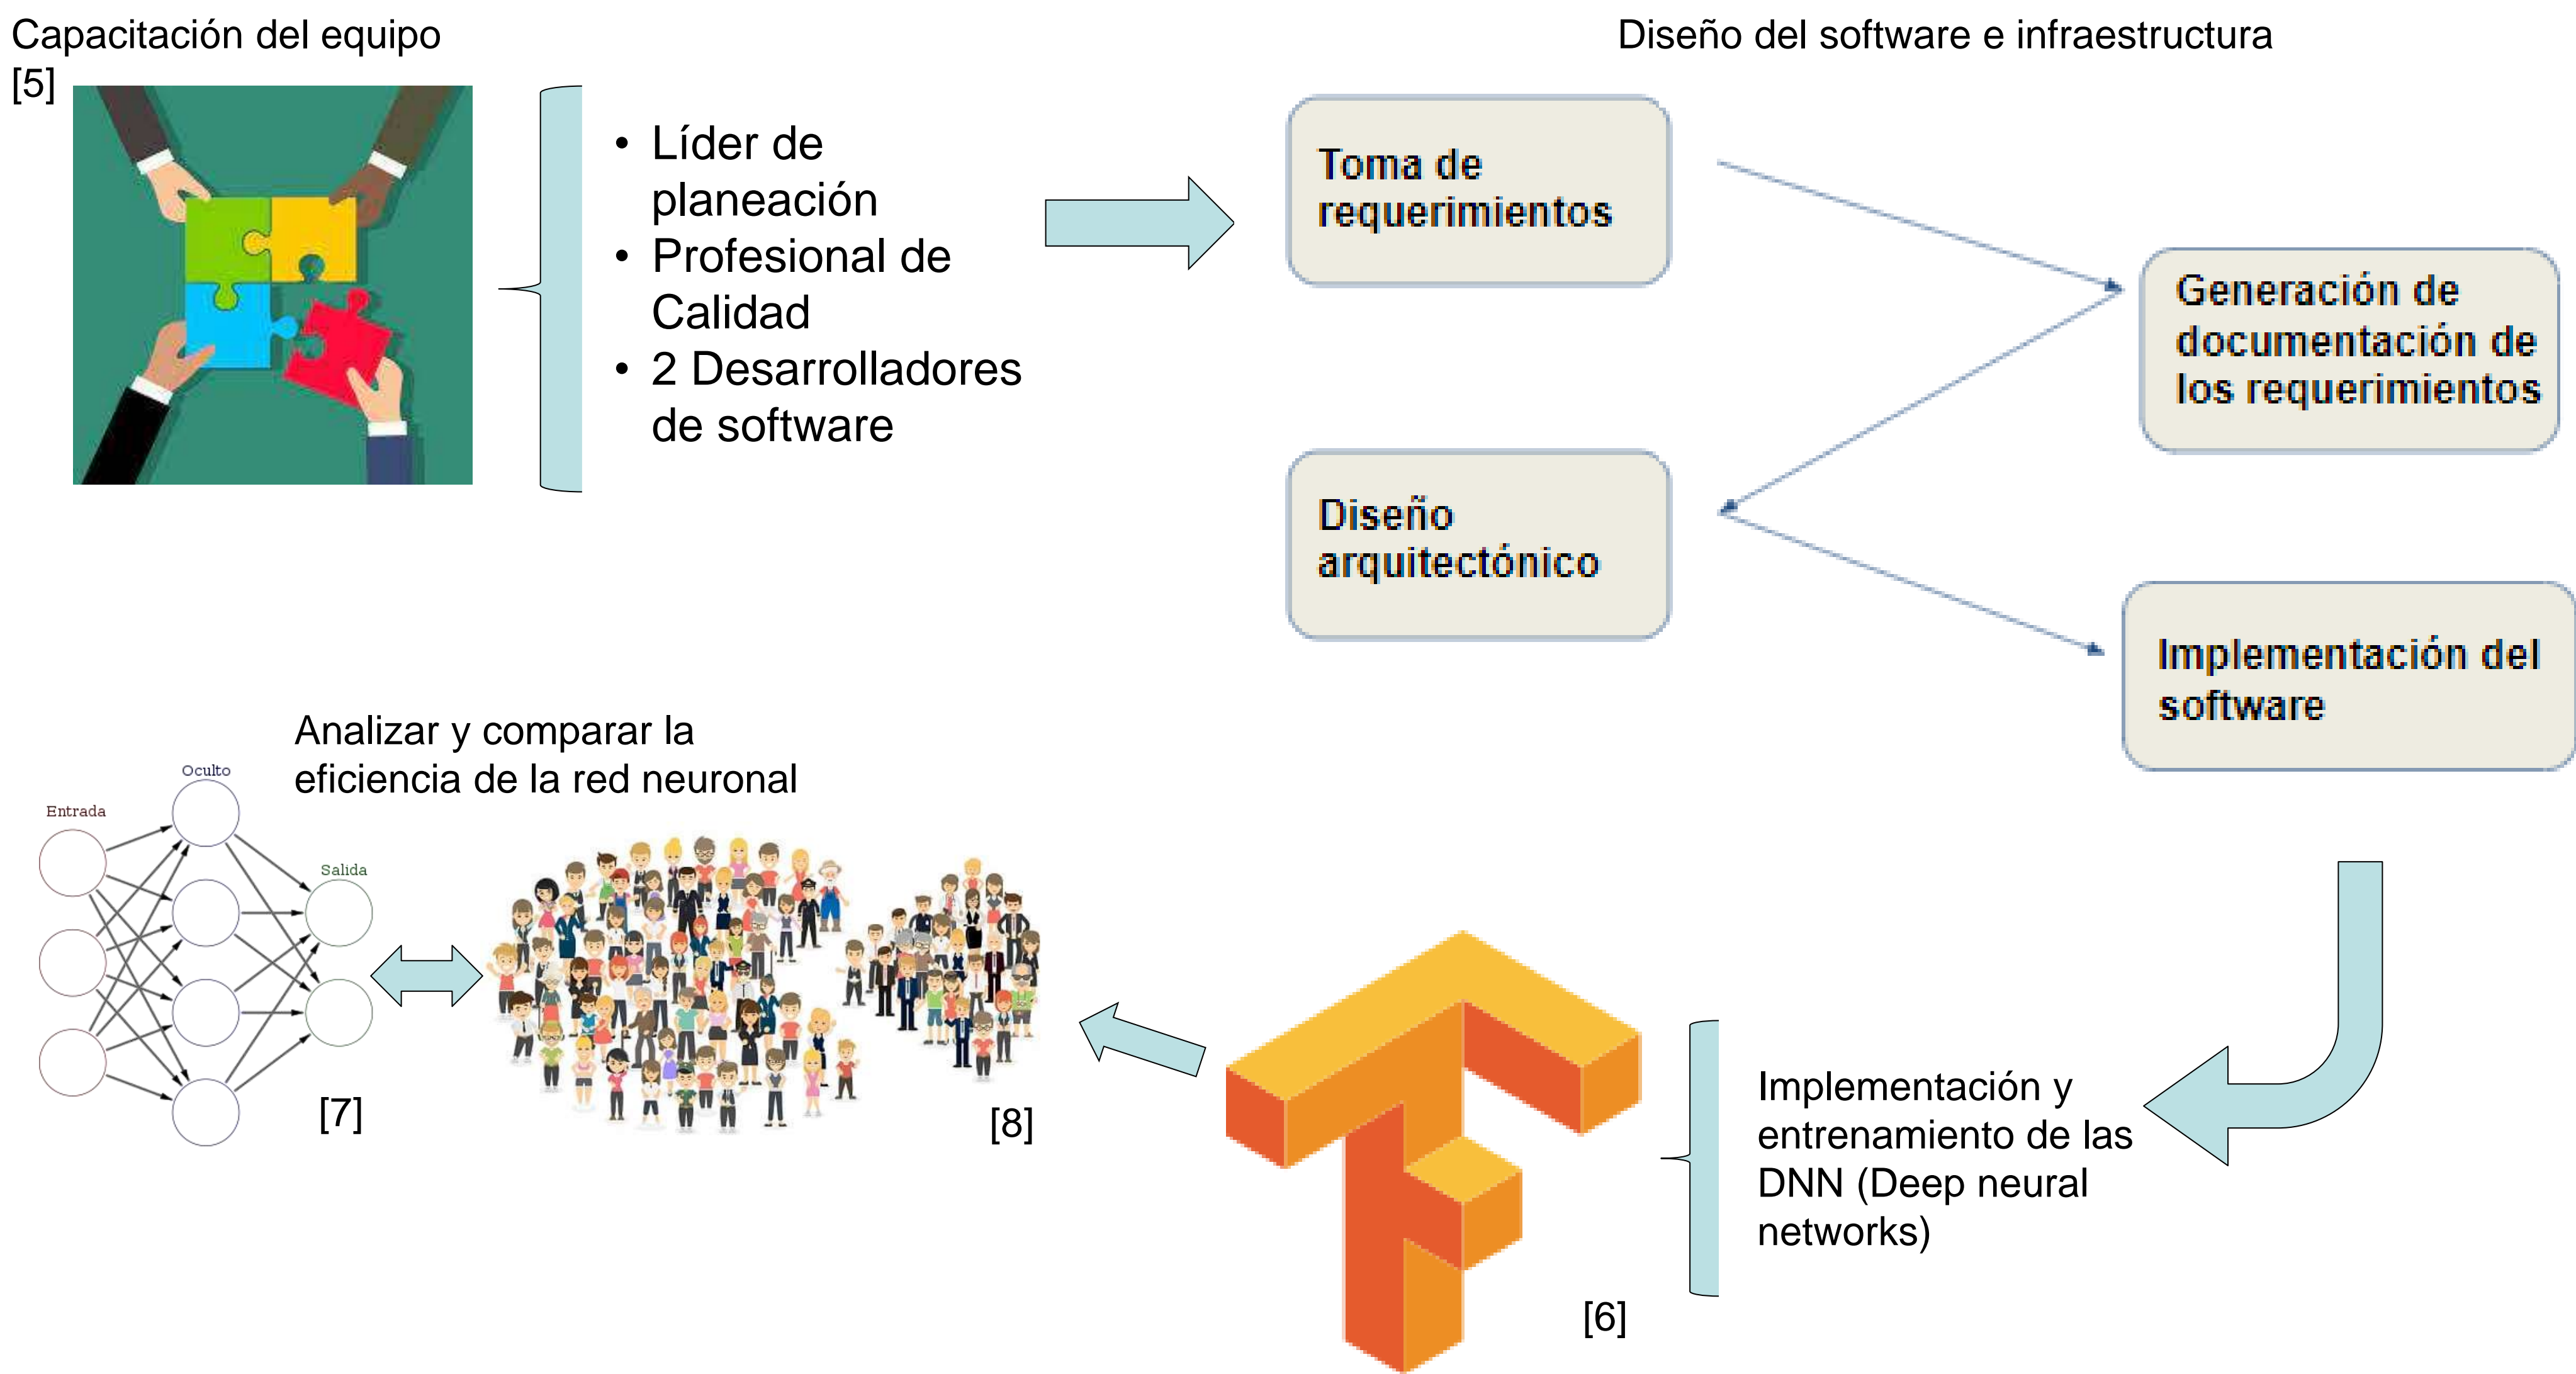 Capacitación del equipo
[5]
• Líder de
planeación
• Profesional de
Calidad
• 2 Desarrolladores
de software
Diseño del software e infraestructura
Toma de
requerimientos
Generación de
documentación de
los requerimientos
Diseño
arquitectónico
Implementación del
software
Implementación y
entrenamiento de las
DNN (Deep neural
networks)
[6]
Analizar y comparar la
eficiencia de la red neuronal
Entrada
Oculto
Salida
[7]
[8]